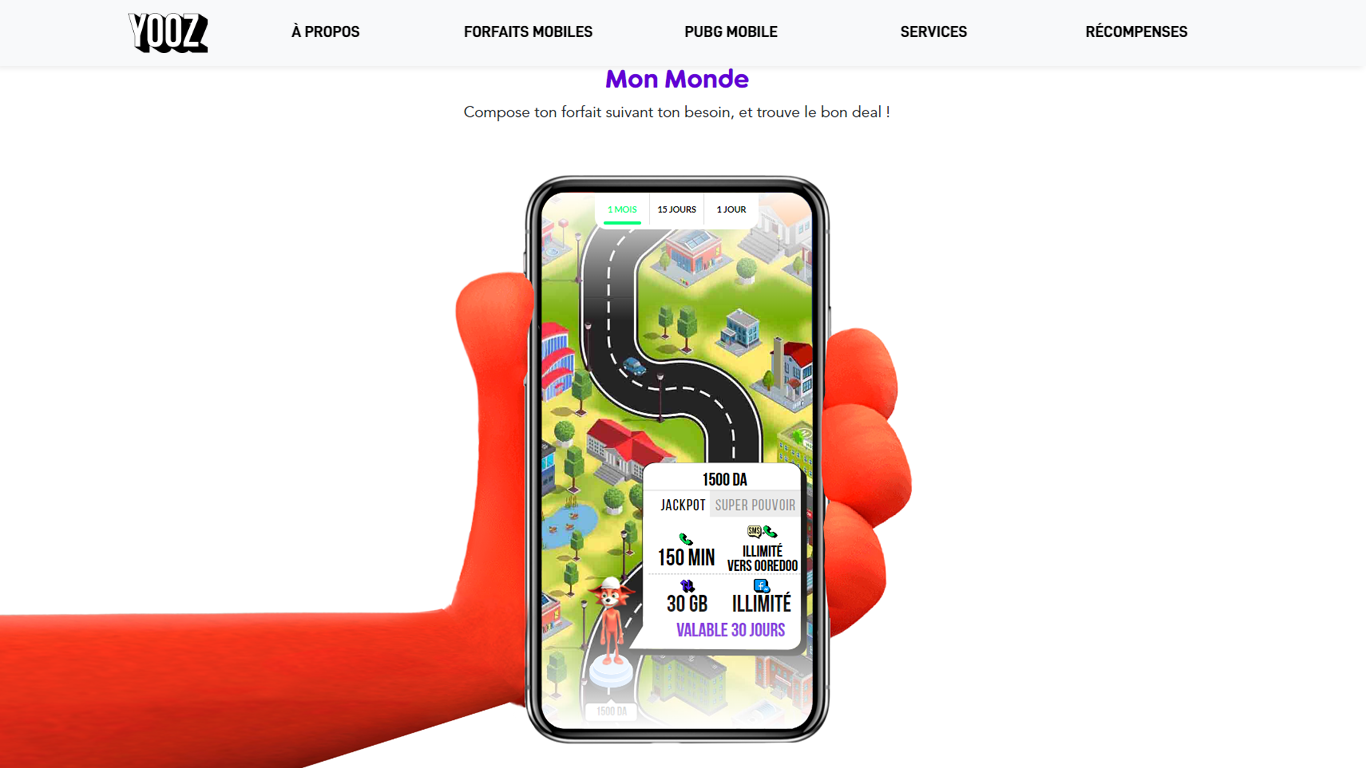 YOOZ
À PROPOS
FORFAITS MOBILES
PUBG MOBILE
SERVICES
RÉCOMPENSES
Mon Monde
Compose ton forfait suivant ton besoin, et trouve le bon deal !
1 MOIS
15 JOURS
1 JOUR
1500 DA
JACKPOT
SUPER POUVOIR
150 MIN
SMS
ILLIMITÉ
VERS OOREDOO
30 GB
ILLIMITÉ
VALABLE 30 JOURS
1500 DA